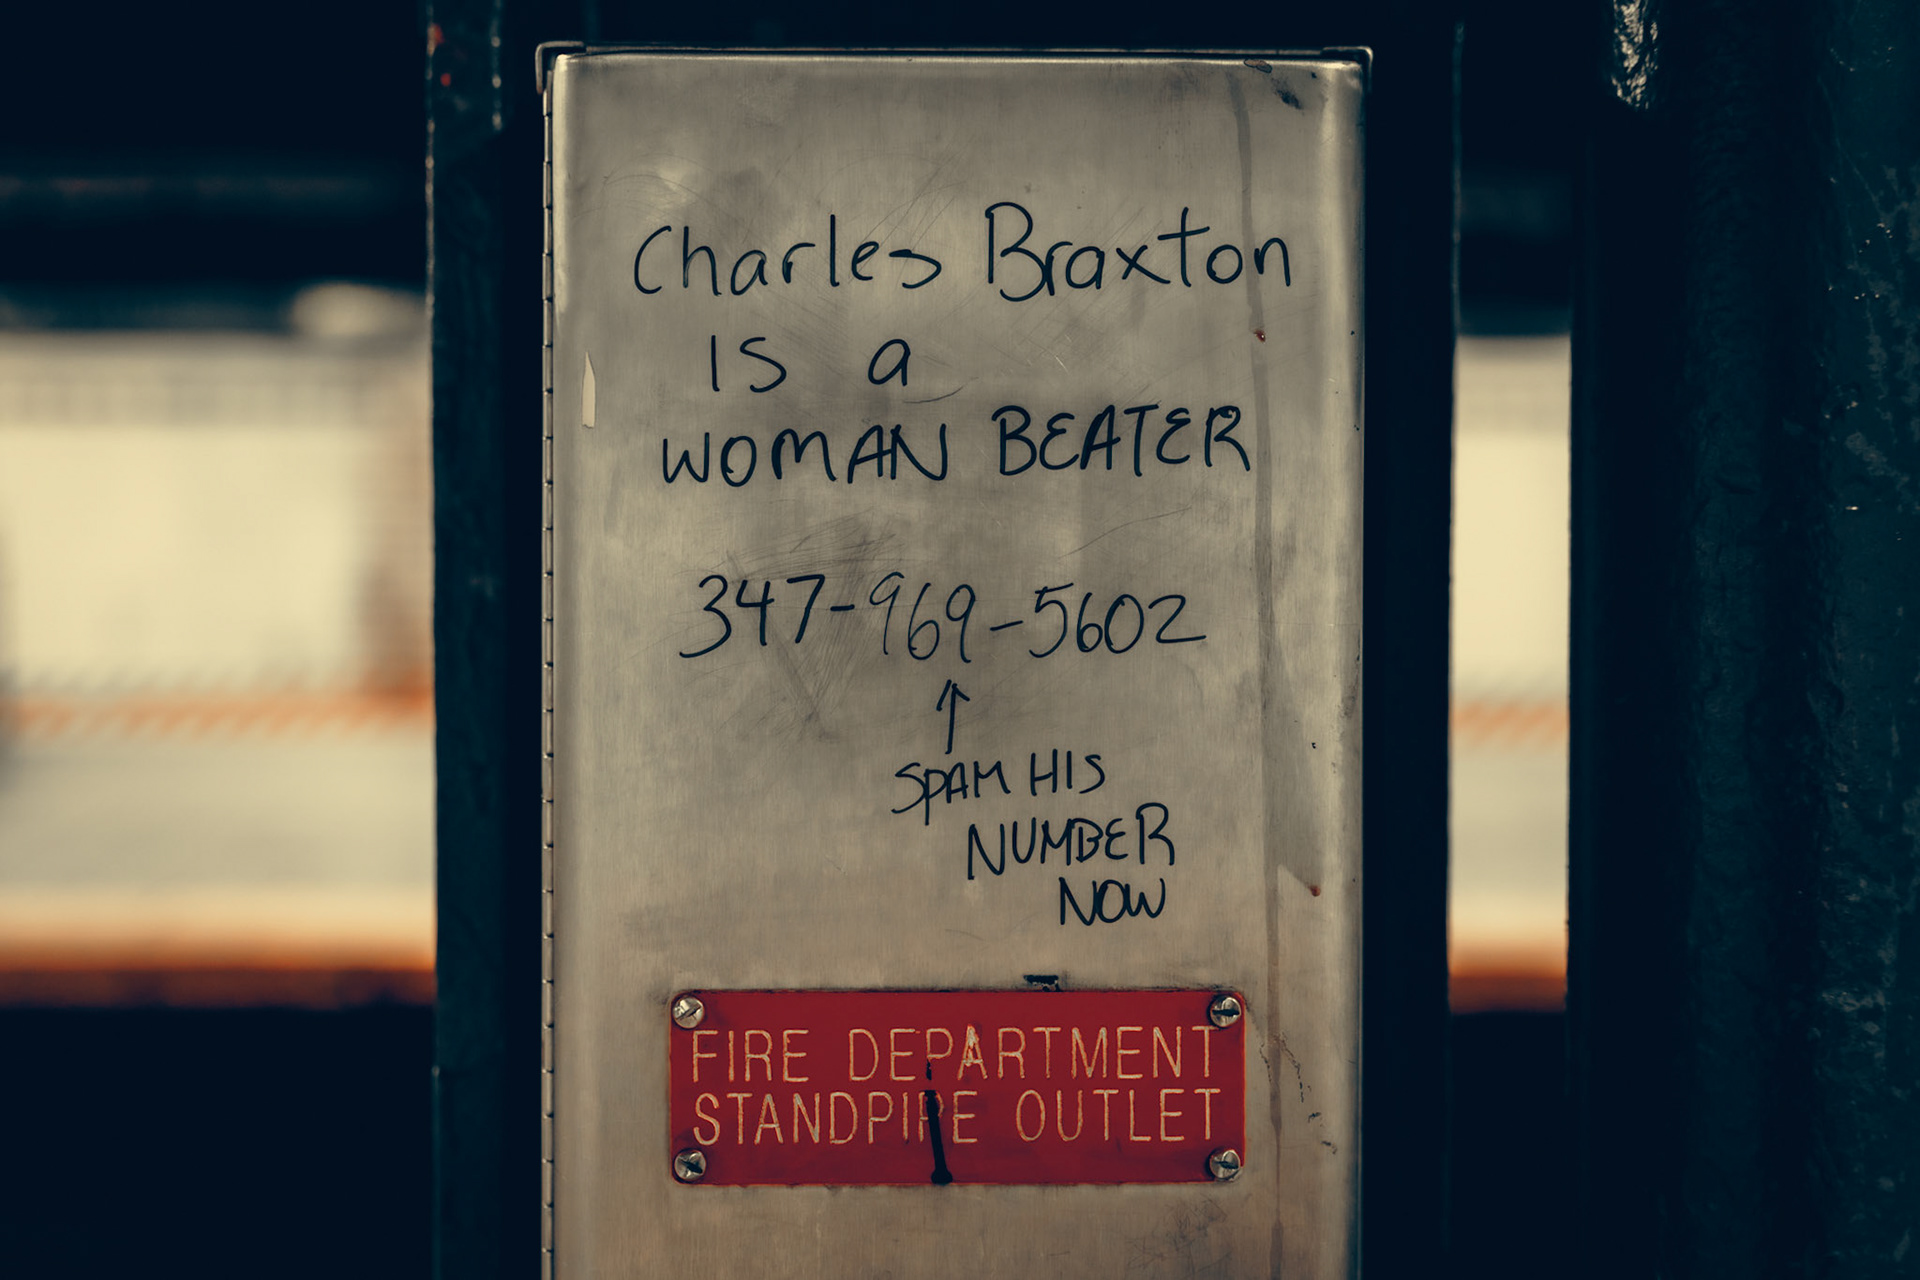 Charles Braxton
IS a
WOMAN BEATER
347-969-5602
↑
SPAM HIS
NUMBER
NOW
FIRE DEPARTMENT
STANDPIPE OUTLET